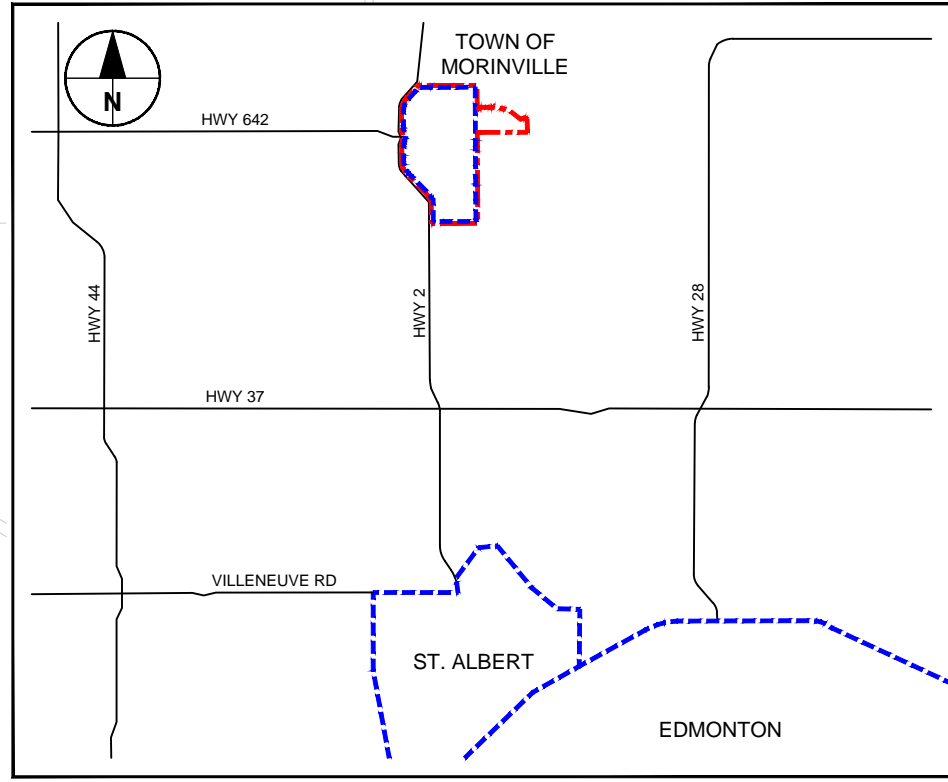 TOWN OF
MORINVILLE
N
HWY 642
HWY 44
HWY 2
HWY 28
HWY 37
VILLENEUVE RD
ST. ALBERT
EDMONTON